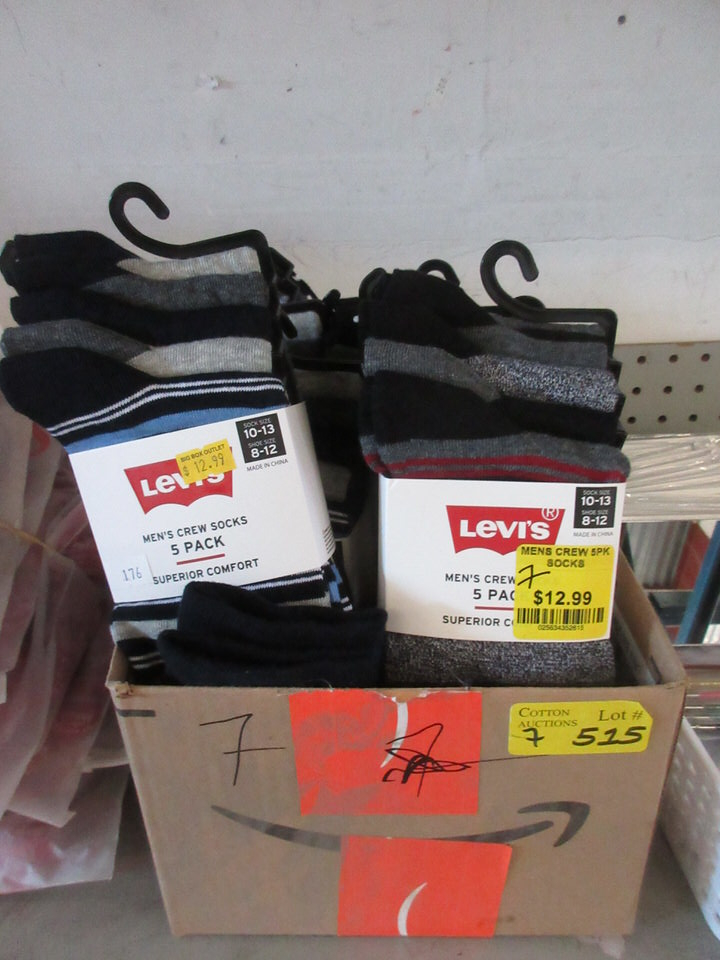 SOCK SIZE
10-13
SHOE SIZE
8-12
MADE IN CHINA
BIG BOX OUTLET
$ 12.99
Levi's
MEN'S CREW SOCKS
5 PACK
SUPERIOR COMFORT
176
SOCK SIZE
10-13
SHOE SIZE
8-12
MADE IN CHINA
Levi's®
MEN'S CREW
5 PAC
SUPERIOR CO
MENS CREW 5PK
SOCKS
7
$12.99
7
COTTON
AUCTIONS
Lot #
7 515